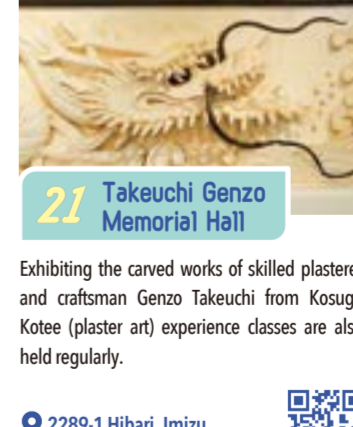 21
Takeuchi Genzo
Memorial Hall
Exhibiting the carved works of skilled plastere
and craftsman Genzo Takeuchi from Kosug
Kotee (plaster art) experience classes are als
held regularly.
2289-1 Hibari, Imizu